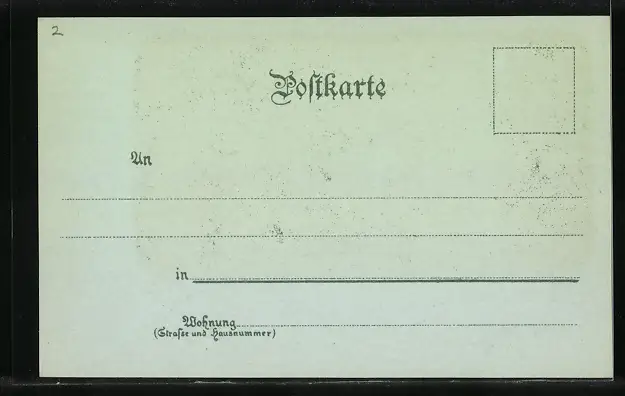 2
Postkarte
An
in
Wohnung
(Straße und Hausnummer)